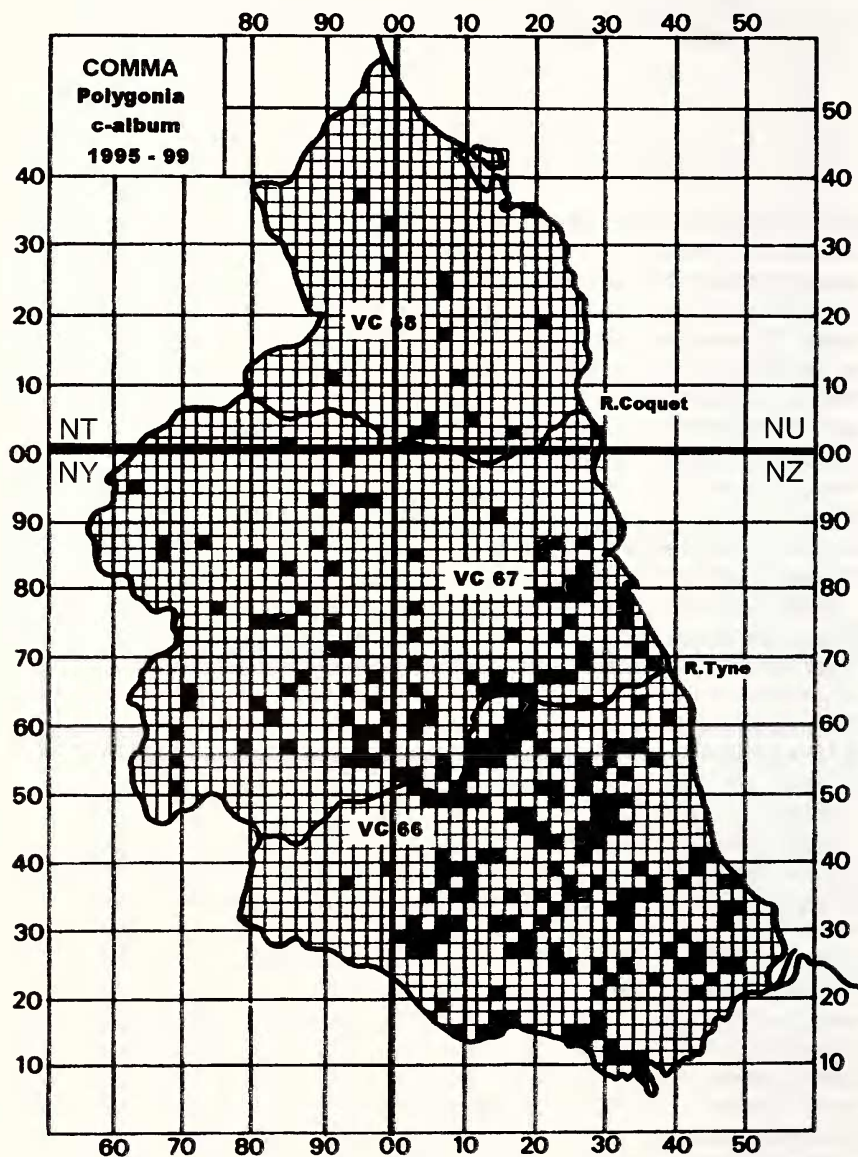 80 90 00 10 20 30 40 50
COMMA
Polygonia
c-album
1995 - 99
50
40 40
30 30
20 VC 68 20
10 10
R.Coquet
NT NU
00 00
NY NZ
90 90
80 VC 67 80
70 R.Tyne 70
60 60
50 50
VC 66
40 40
30 30
20 20
10 10
60 70 80 90 00 10 20 30 40 50